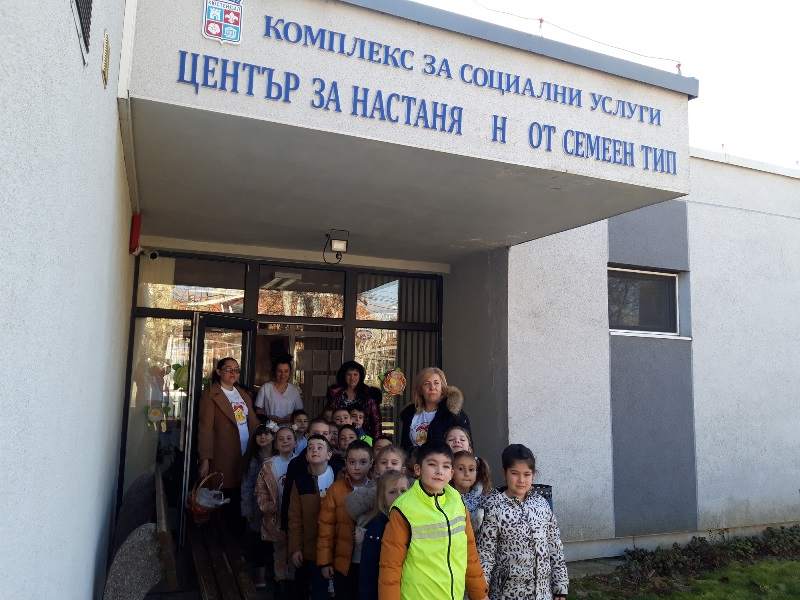 КОМПЛЕКС ЗА СОЦИАЛНИ УСЛУГИ
ЦЕНТЪР ЗА НАСТАНЯ Н ОТ СЕМЕЕН ТИП